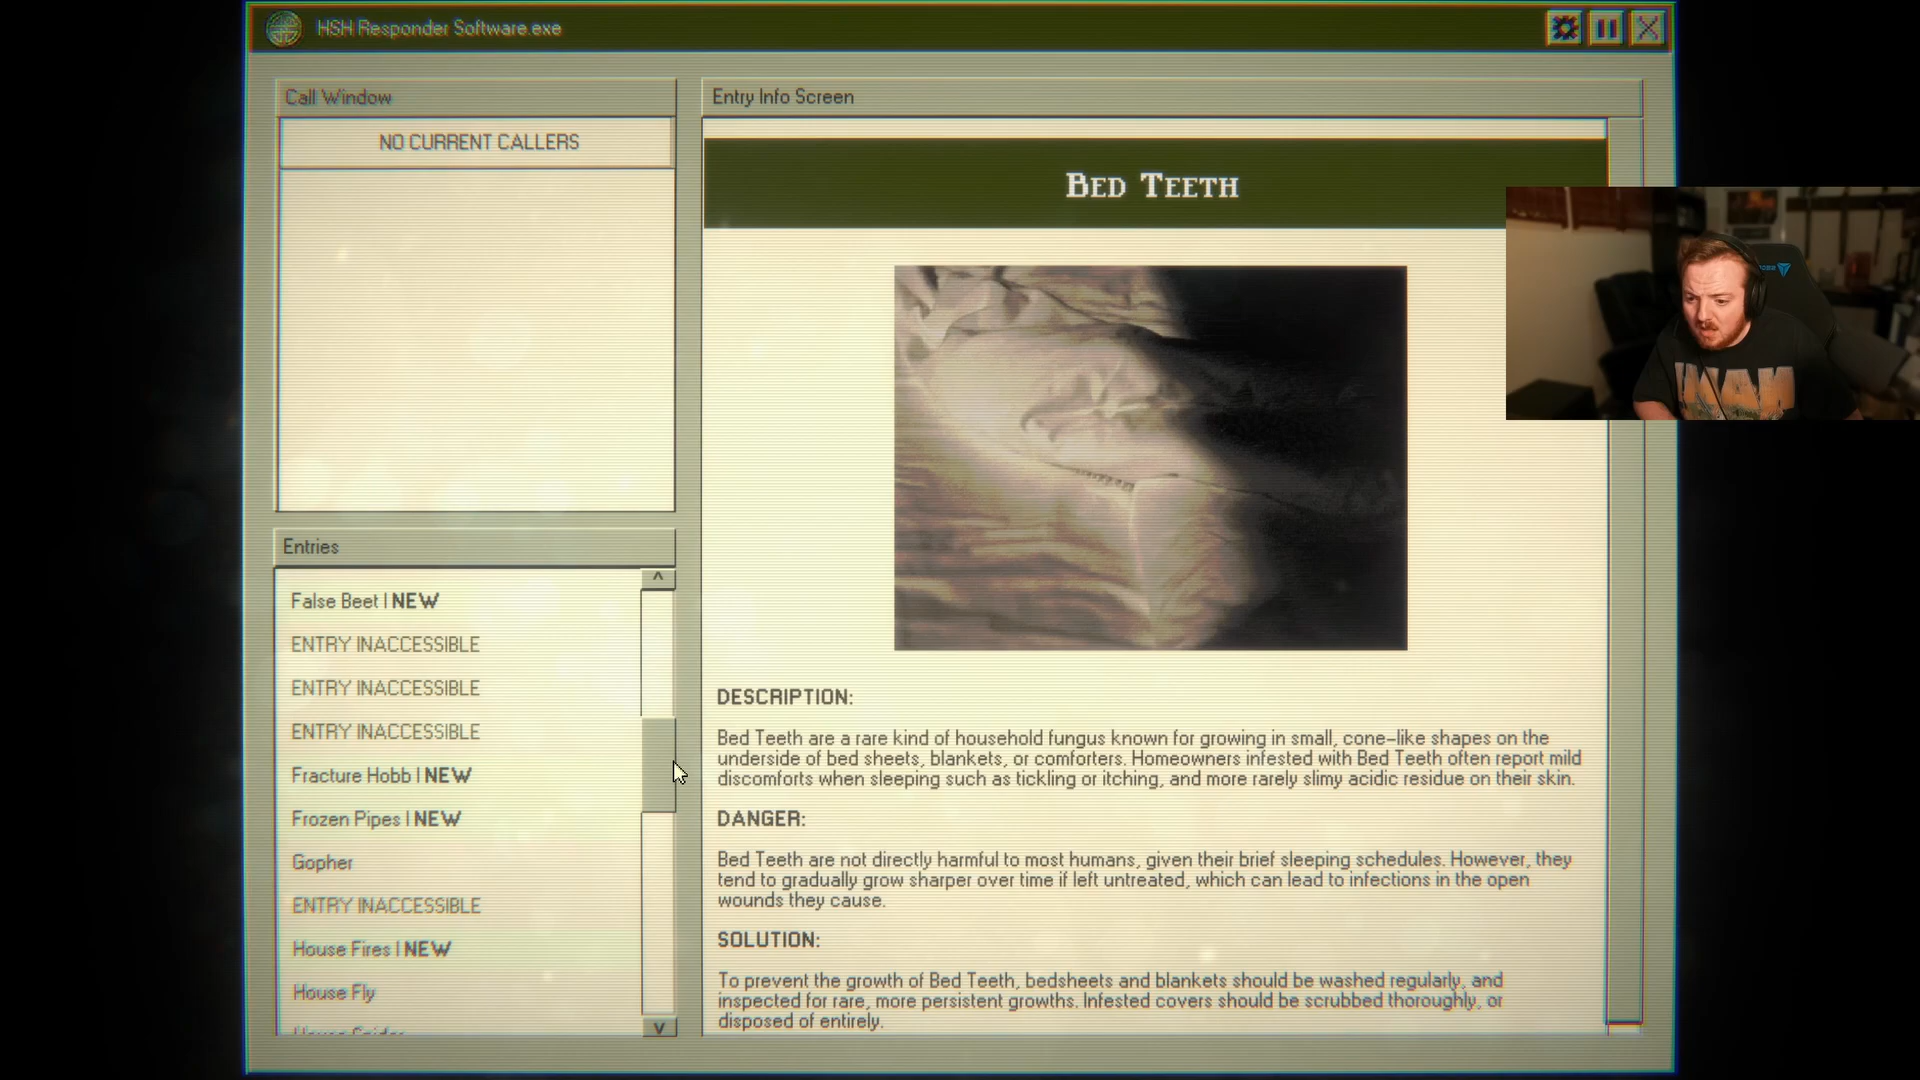 HSH Responder Software.exe
Call Window
NO CURRENT CALLERS
Entries
False Beet | NEW
ENTRY INACCESSIBLE
ENTRY INACCESSIBLE
ENTRY INACCESSIBLE
Fracture Hobb | NEW
Frozen Pipes | NEW
Gopher
ENTRY INACCESSIBLE
House Fires | NEW
House Fly
House Spider
Entry Info Screen
BED TEETH
DESCRIPTION:
Bed Teeth are a rare kind of household fungus known for growing in small, cone-like shapes on the
underside of bed sheets, blankets, or comforters. Homeowners infested with Bed Teeth often report mild
discomforts when sleeping such as tickling or itching, and more rarely slimy acidic residue on their skin.
DANGER:
Bed Teeth are not directly harmful to most humans, given their brief sleeping schedules. However, they
tend to gradually grow sharper over time if left untreated, which can lead to infections in the open
wounds they cause.
SOLUTION:
To prevent the growth of Bed Teeth, bedsheets and blankets should be washed regularly, and
inspected for rare, more persistent growths. Infested covers should be scrubbed thoroughly, or
disposed of entirely.